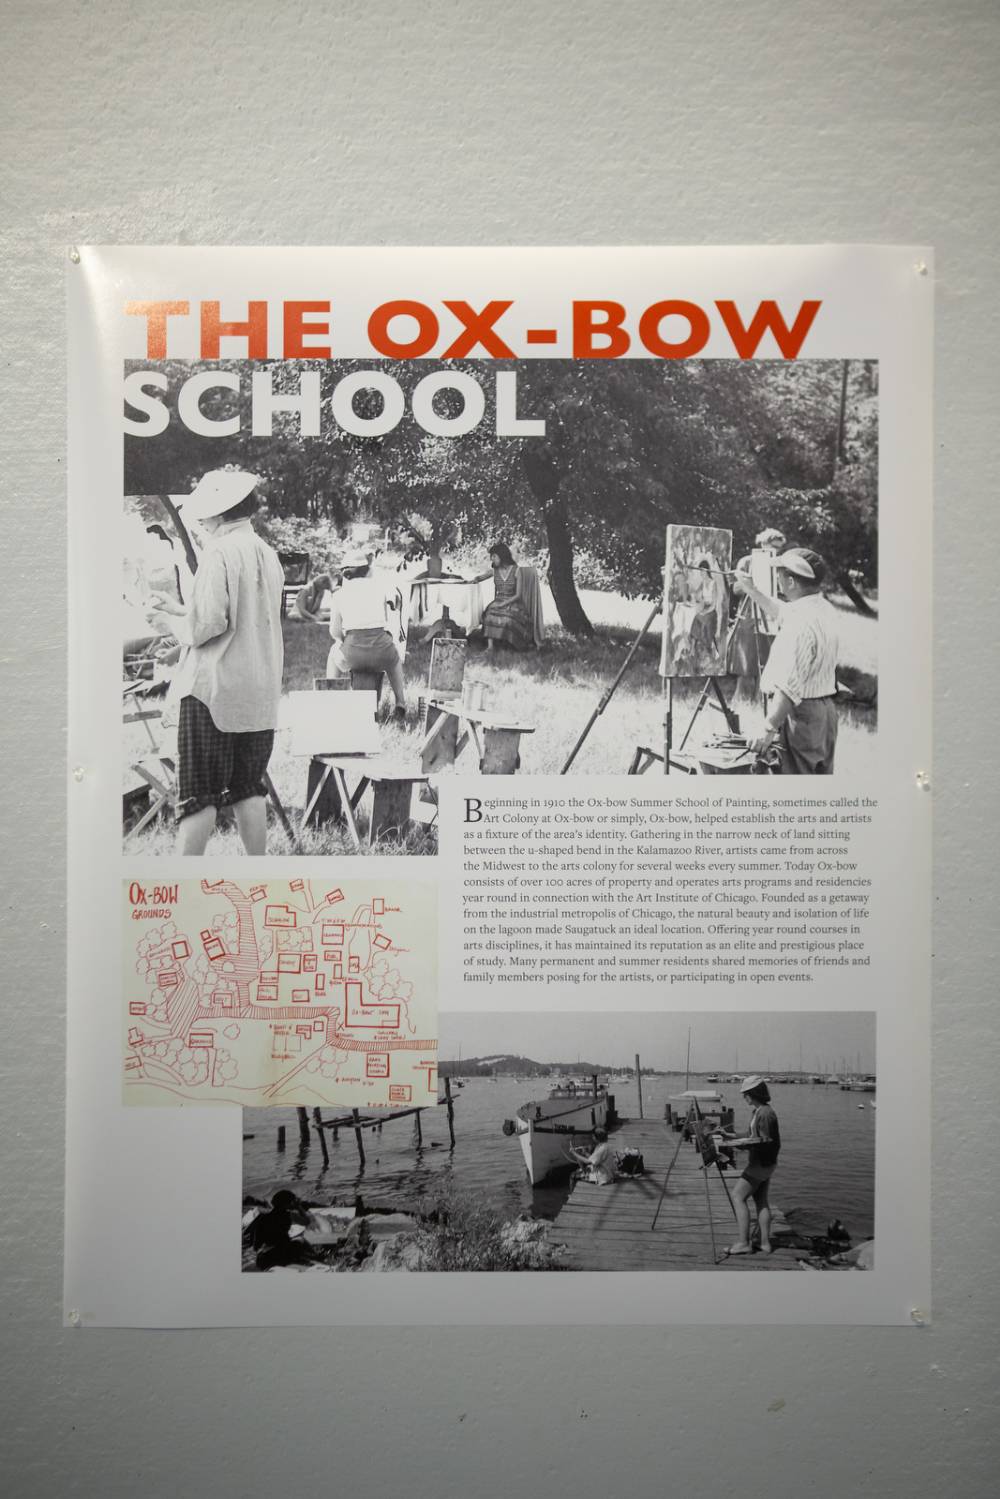 THE OX-BOW
SCHOOL
Beginning in 1910 the Ox-bow Summer School of Painting, sometimes called the
Art Colony at Ox-bow or simply, Ox-bow, helped establish the arts and artists
as a fixture of the area's identity. Gathering in the narrow neck of land sitting
between the u-shaped bend in the Kalamazoo River, artists came from across
the Midwest to the arts colony for several weeks every summer. Today Ox-bow
consists of over 100 acres of property and operates arts programs and residencies
year round in connection with the Art Institute of Chicago. Founded as a getaway
from the industrial metropolis of Chicago, the natural beauty and isolation of life
on the lagoon made Saugatuck an ideal location. Offering year round courses in
arts disciplines, it has maintained its reputation as an elite and prestigious place
of study. Many permanent and summer residents shared memories of friends and
family members posing for the artists, or participating in open events.
OX-BOW
GROUNDS
OX-BOW INN